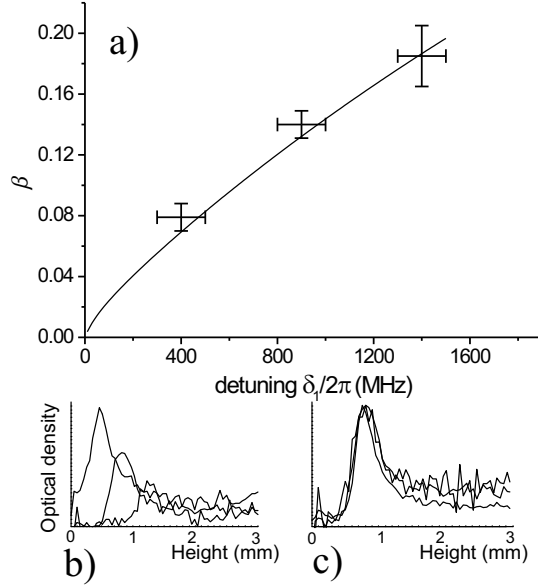 a)
0.20
0.16
0.12
0.08
0.04
0.00
β
0 400 800 1200 1600
detuning δ₁/2π (MHz)
Optical density
0 1 2 3
Height (mm)
b)
0 1 2 3
Height (mm)
c)